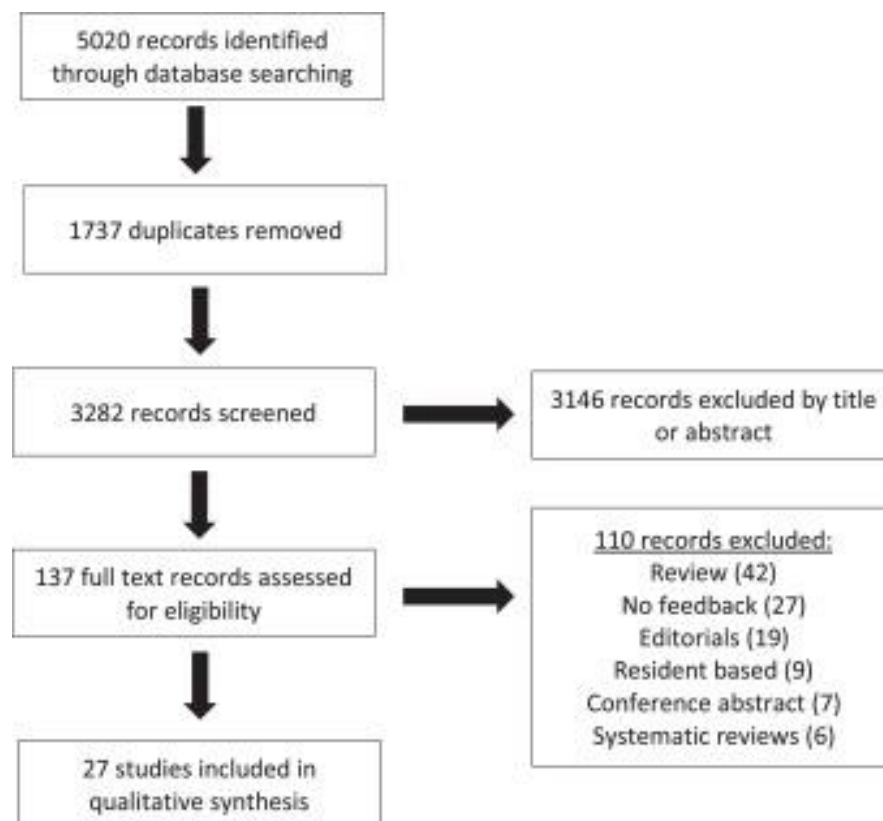 5020 records identified
through database searching
1737 duplicates removed
3282 records screened
3146 records excluded by title
or abstract
137 full text records assessed
for eligibility
110 records excluded:
Review (42)
No feedback (27)
Editorials (19)
Resident based (9)
Conference abstract (7)
Systematic reviews (6)
27 studies included in
qualitative synthesis